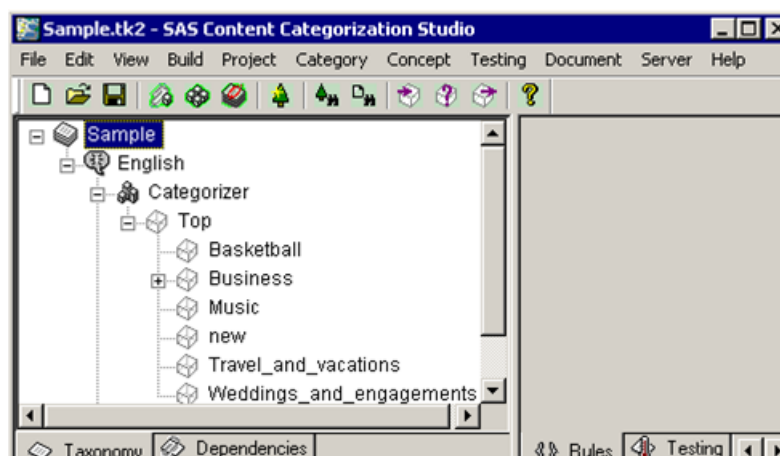 Sample.tk2 - SAS Content Categorization Studio
File Edit View Build Project Category Concept Testing Document Server Help
Sample
English
Categorizer
Top
Basketball
Business
Music
new
Travel_and_vacations
Weddings_and_engagements
Taxonomy Dependencies
Rules Testing